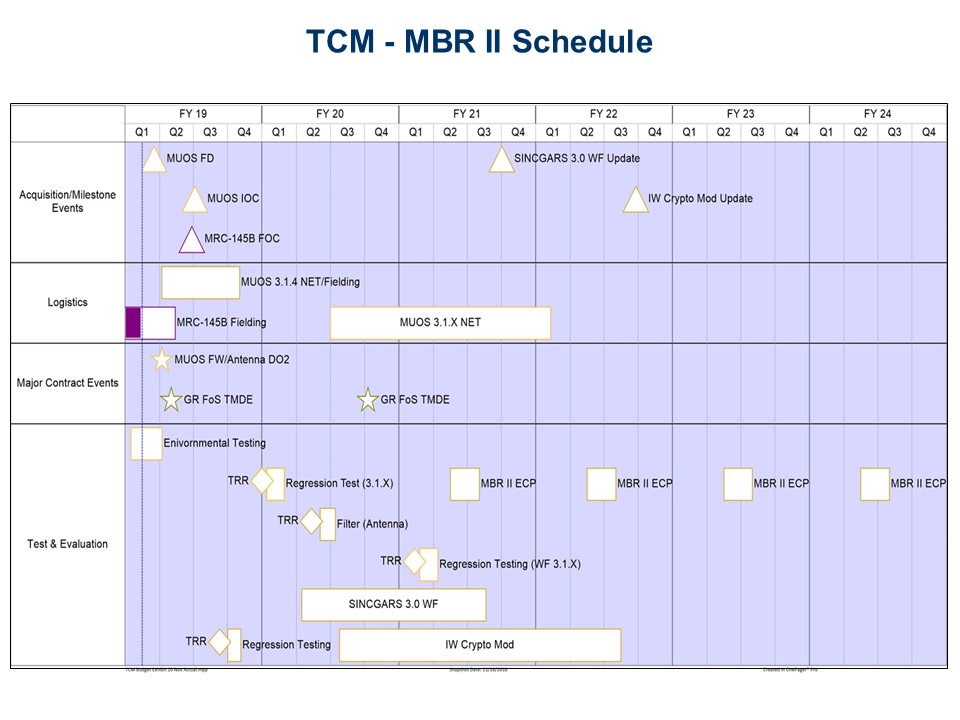 TCM - MBR II Schedule
FY 19 FY 20 FY 21 FY 22 FY 23 FY 24
Q1 Q2 Q3 Q4 Q1 Q2 Q3 Q4 Q1 Q2 Q3 Q4 Q1 Q2 Q3 Q4 Q1 Q2 Q3 Q4 Q1 Q2 Q3 Q4
Acquisition/Milestone
Events
MUOS FD
SINCGARS 3.0 WF Update
MUOS IOC
IW Crypto Mod Update
MRC-145B FOC
Logistics
MUOS 3.1.4 NET/Fielding
MRC-145B Fielding
MUOS 3.1.X NET
Major Contract Events
MUOS FW/Antenna DO2
GR FoS TMDE
GR FoS TMDE
Test & Evaluation
Enivornmental Testing
TRR
Regression Test (3.1.X)
MBR II ECP
MBR II ECP
MBR II ECP
MBR II ECP
TRR
Filter (Antenna)
TRR
Regression Testing (WF 3.1.X)
SINCGARS 3.0 WF
TRR
Regression Testing
IW Crypto Mod